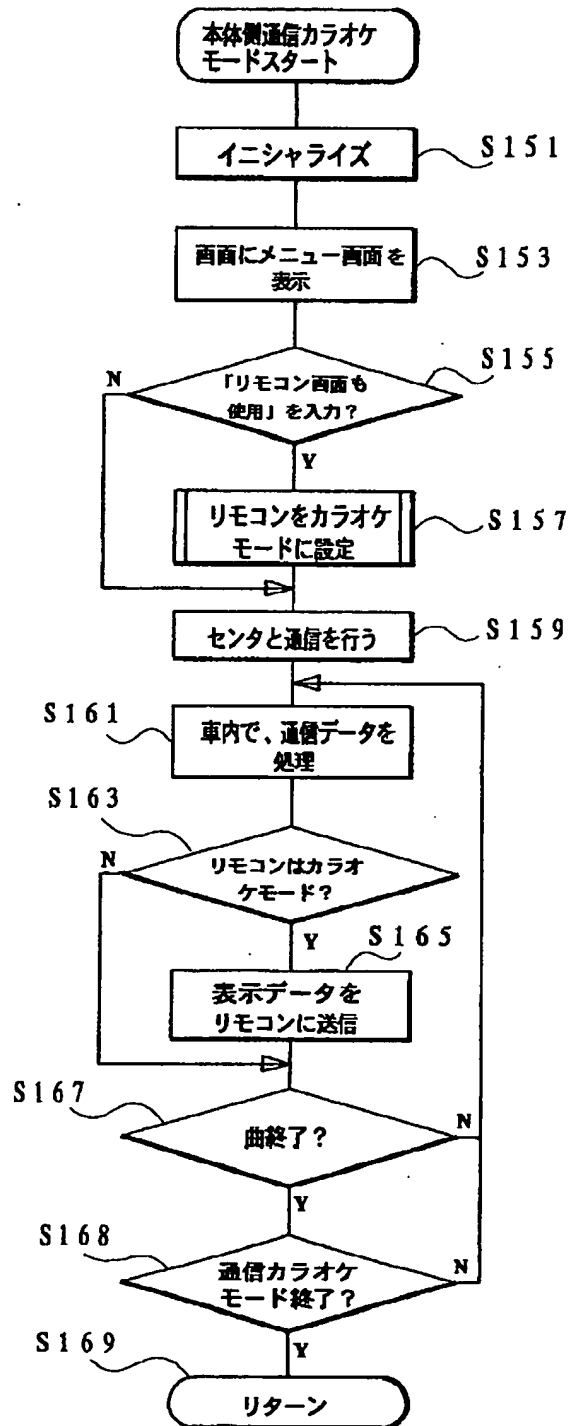 本体側通信カラオケ
モードスタート
イニシャライズ
S151
画面にメニュー画面を
表示
S153
「リモコン画面も
使用」を入力？
S155
N
Y
リモコンをカラオケ
モードに設定
S157
センタと通信を行う
S159
S161
車内で、通信データを
処理
S163
リモコンはカラオ
ケモード？
N
Y
S165
表示データを
リモコンに送信
S167
曲終了？
N
Y
S168
通信カラオケ
モード終了？
N
Y
S169
リターン